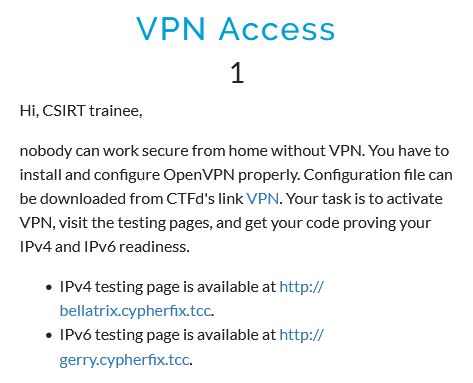 VPN Access
1
Hi, CSIRT trainee,
nobody can work secure from home without VPN. You have to
install and configure OpenVPN properly. Configuration file can
be downloaded from CTFd's link VPN. Your task is to activate
VPN, visit the testing pages, and get your code proving your
IPv4 and IPv6 readiness.
• IPv4 testing page is available at http://
bellatrix.cypherfix.tcc.
• IPv6 testing page is available at http://
gerry.cypherfix.tcc.